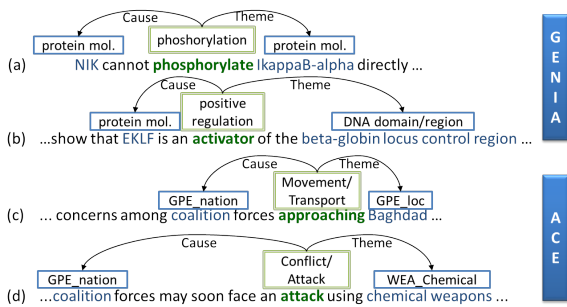 Cause Theme
protein mol. phoshorylation protein mol.
(a) NIK cannot phosphorylate IkappaB-alpha directly ...
Cause Theme
protein mol. positive regulation DNA domain/region
(b) ...show that EKLF is an activator of the beta-globin locus control region ...
GENIA
Cause Theme
GPE_nation Movement/ Transport GPE_loc
(c) ... concerns among coalition forces approaching Baghdad ...
Cause Theme
GPE_nation Conflict/ Attack WEA_Chemical
(d) ...coalition forces may soon face an attack using chemical weapons ...
ACE